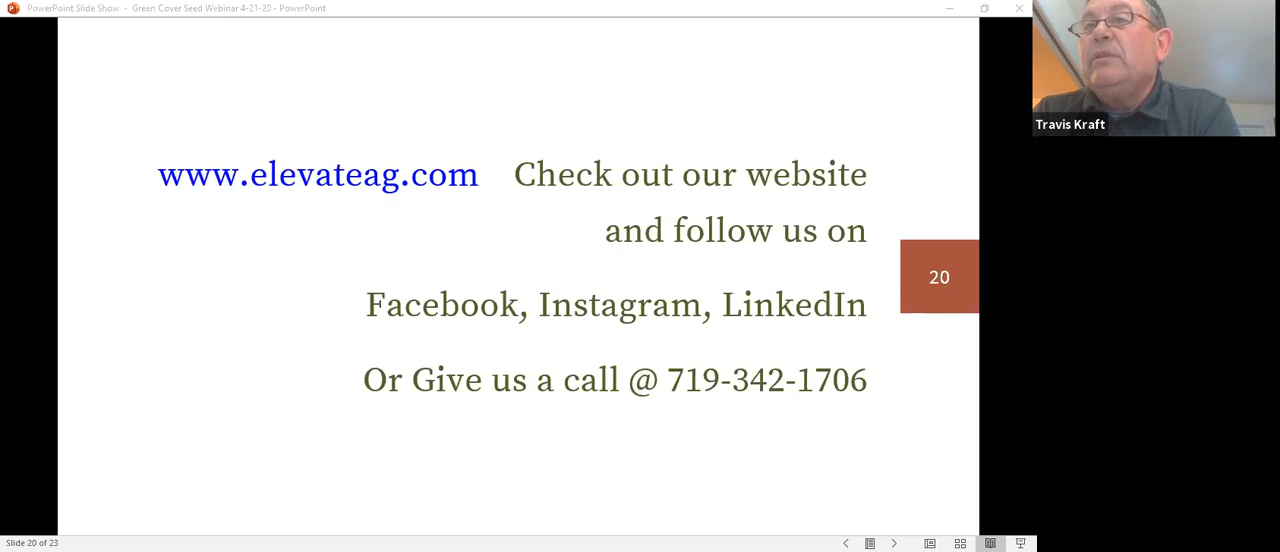 PowerPoint Slide Show - Green Cover Seed Webinar 4-21-20 - PowerPoint
Travis Kraft
www.elevateag.com Check out our website
and follow us on
20
Facebook, Instagram, LinkedIn
Or Give us a call @ 719-342-1706
Slide 20 of 23